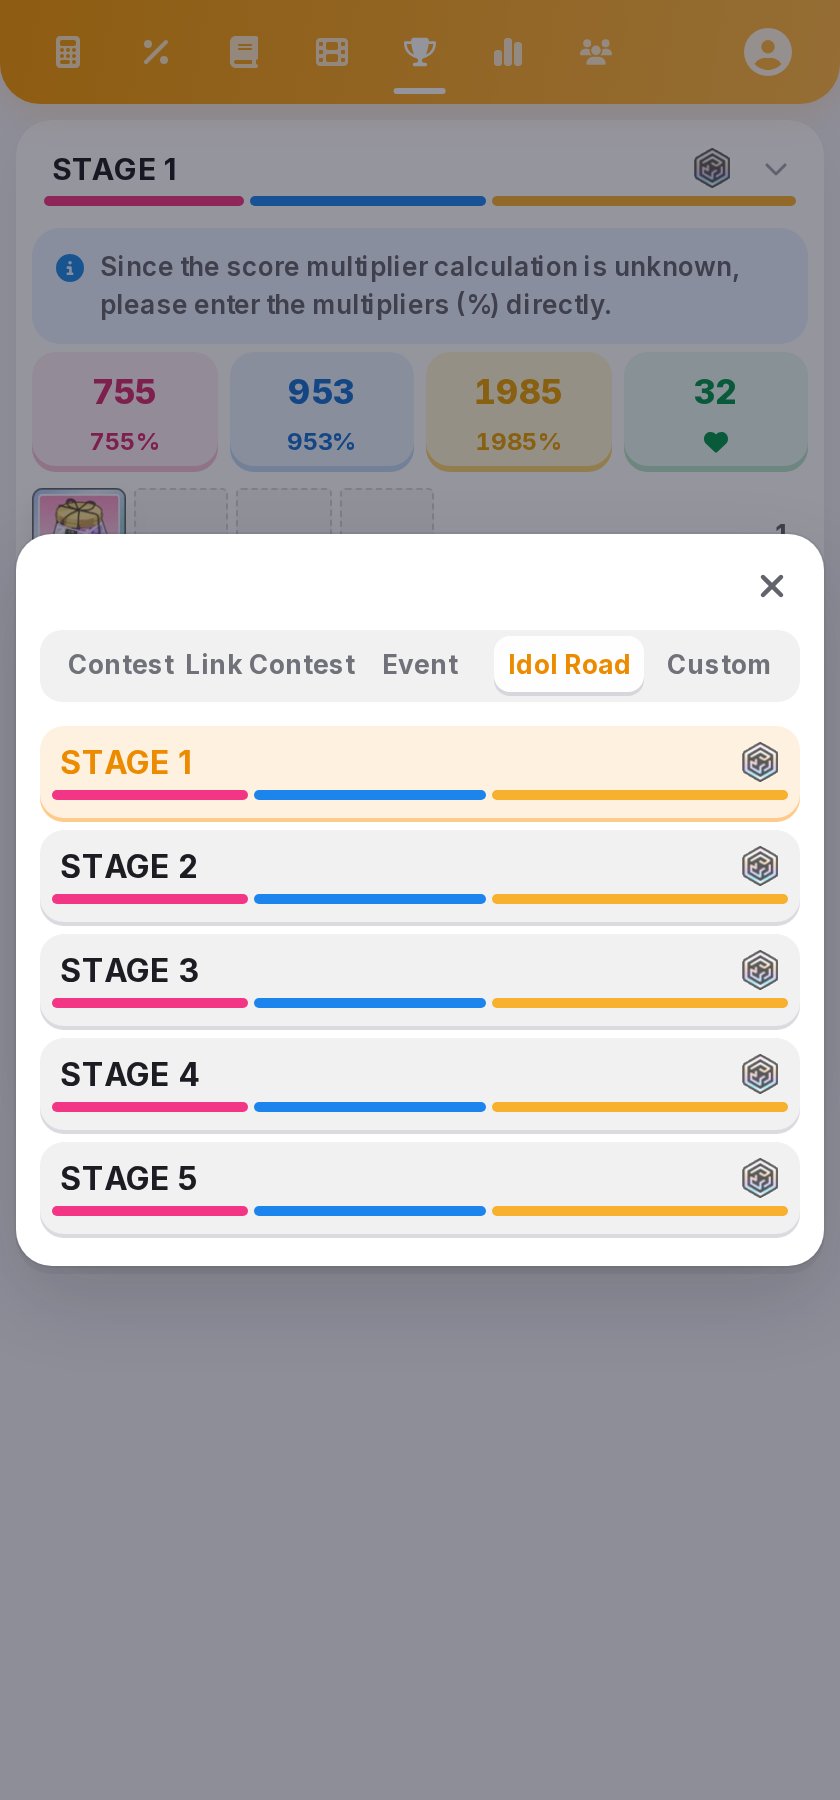 STAGE 1
Since the score multiplier calculation is unknown,
please enter the multipliers (%) directly.
755 953 1985 32
755% 953% 1985%
1
Contest Link Contest Event Idol Road Custom
STAGE 1
STAGE 2
STAGE 3
STAGE 4
STAGE 5